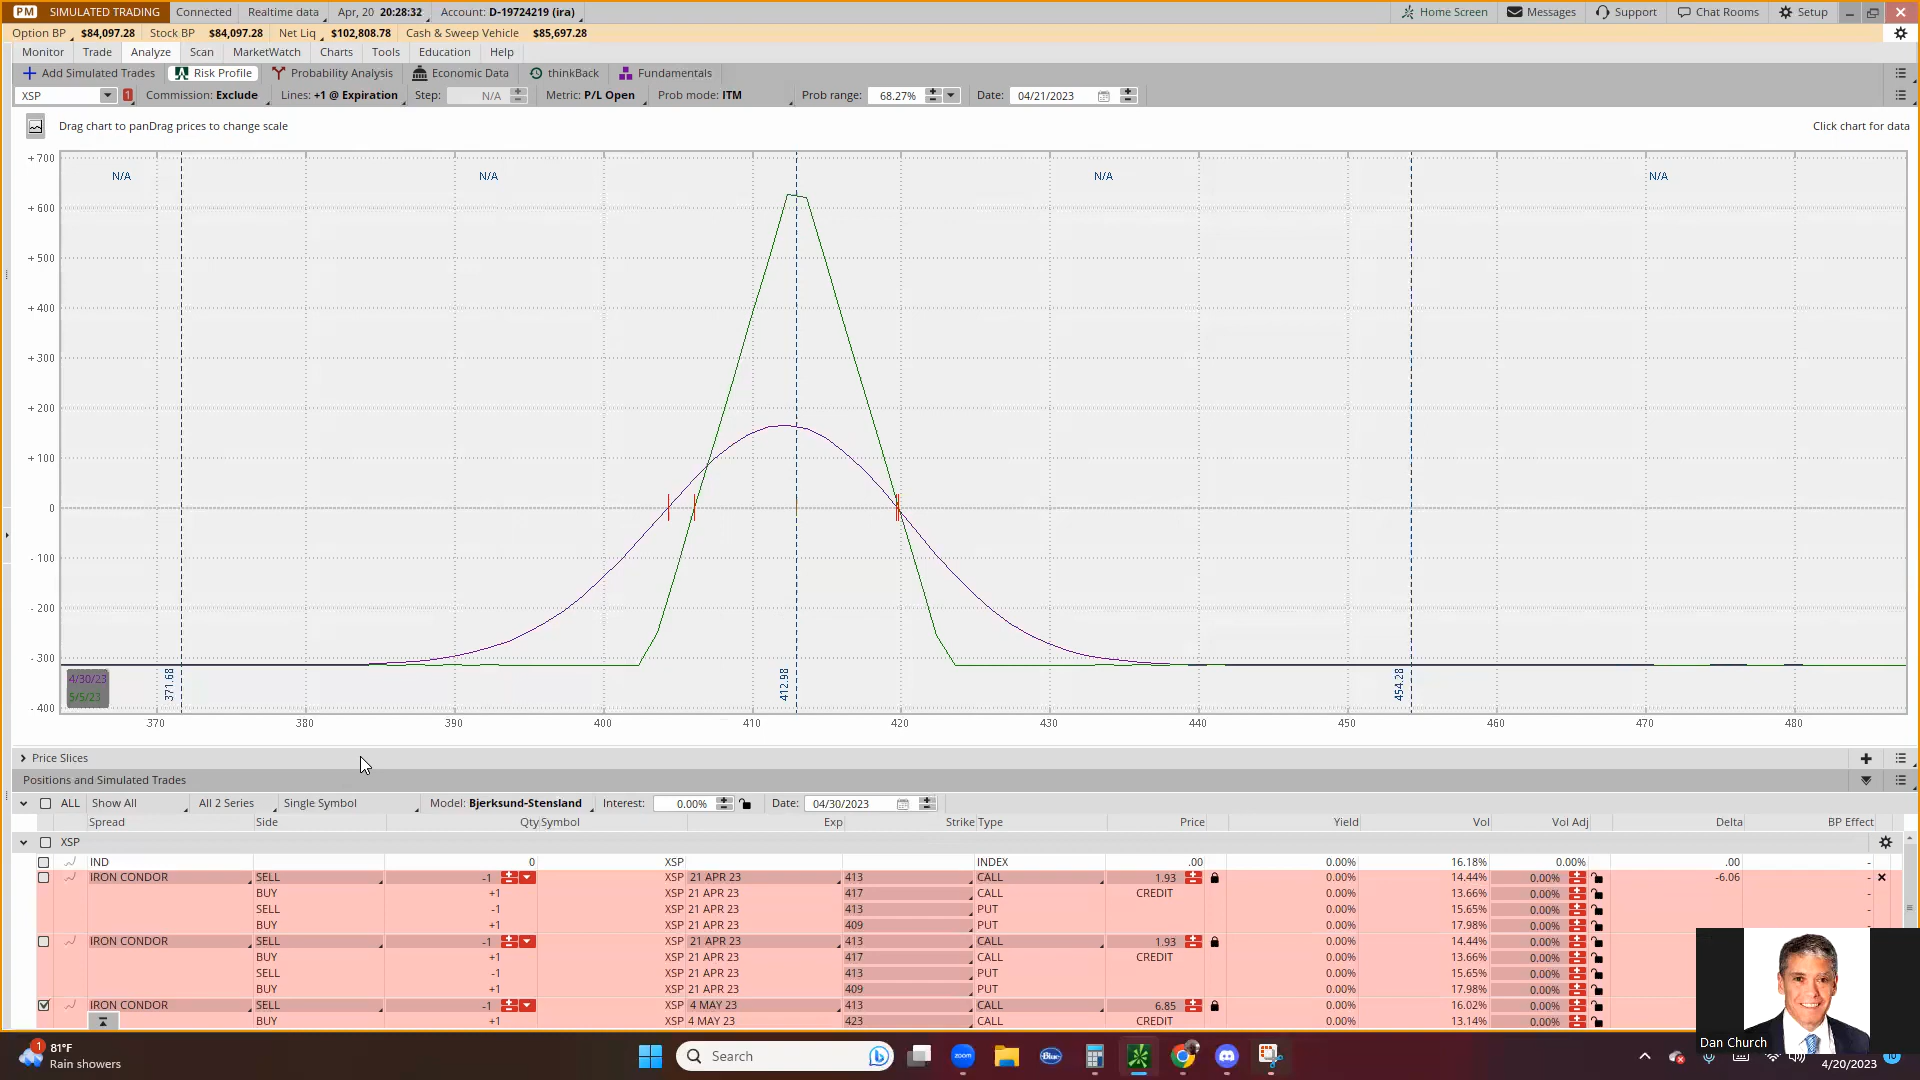 PM SIMULATED TRADING Connected Realtime data Apr, 20 20:28:32 Account: D-19724219 (ira) Home Screen Messages Support Chat Rooms Setup
Option BP $84,097.28 Stock BP $84,097.28 Net Liq $102,808.78 Cash & Sweep Vehicle $85,697.28
Monitor Trade Analyze Scan MarketWatch Charts Tools Education Help
Add Simulated Trades Risk Profile Probability Analysis Economic Data thinkBack Fundamentals
XSP 1 Commission: Exclude Lines: +1 @ Expiration Step: N/A Metric: P/L Open Prob mode: ITM Prob range: 68.27% Date: 04/21/2023
Drag chart to panDrag prices to change scale Click chart for data
+700
N/A N/A N/A N/A
+600
+500
+400
+300
+200
+100
0
-100
-200
-300
4/30/23
5/5/23
371.68 412.98 454.28
-400
370 380 390 400 410 420 430 440 450 460 470 480
Price Slices
Positions and Simulated Trades
ALL Show All All 2 Series Single Symbol Model: Bjerksund-Stensland Interest: 0.00% Date: 04/30/2023
Spread Side Qty Symbol Exp Strike Type Price Yield Vol Vol Adj Delta BP Effect
XSP
IND 0 XSP INDEX .00 0.00% 16.18% 0.00% .00 -
IRON CONDOR SELL -1 XSP 21 APR 23 413 CALL 1.93 0.00% 14.44% 0.00% -6.06 -
BUY +1 XSP 21 APR 23 417 CALL CREDIT 0.00% 13.66% 0.00% -
SELL -1 XSP 21 APR 23 413 PUT 0.00% 15.65% 0.00% -
BUY +1 XSP 21 APR 23 409 PUT 0.00% 17.98% 0.00% -
IRON CONDOR SELL -1 XSP 21 APR 23 413 CALL 1.93 0.00% 14.44% 0.00%
BUY +1 XSP 21 APR 23 417 CALL CREDIT 0.00% 13.66% 0.00%
SELL -1 XSP 21 APR 23 413 PUT 0.00% 15.65% 0.00%
BUY +1 XSP 21 APR 23 409 PUT 0.00% 17.98% 0.00%
IRON CONDOR SELL -1 XSP 4 MAY 23 413 CALL 6.85 0.00% 16.02% 0.00%
BUY +1 XSP 4 MAY 23 423 CALL CREDIT 0.00% 13.14% 0.00%
Dan Church
1 81°F
Rain showers
Search
zoom
Blue
4/20/2023